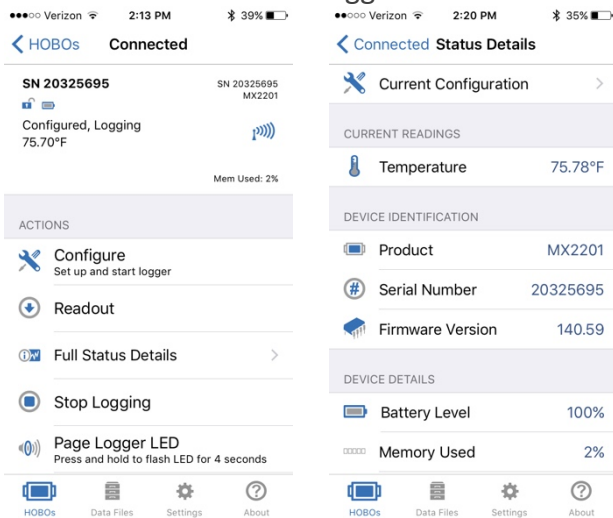 gg
Verizon 2:13 PM 39%
HOBOs Connected
SN 20325695
SN 20325695
MX2201
Configured, Logging
75.70°F
Mem Used: 2%
ACTIONS
Configure
Set up and start logger
Readout
Full Status Details
Stop Logging
Page Logger LED
Press and hold to flash LED for 4 seconds
HOBOs Data Files Settings About
Verizon 2:20 PM 35%
Connected Status Details
Current Configuration
CURRENT READINGS
Temperature 75.78°F
DEVICE IDENTIFICATION
Product MX2201
Serial Number 20325695
Firmware Version 140.59
DEVICE DETAILS
Battery Level 100%
Memory Used 2%
HOBOs Data Files Settings About